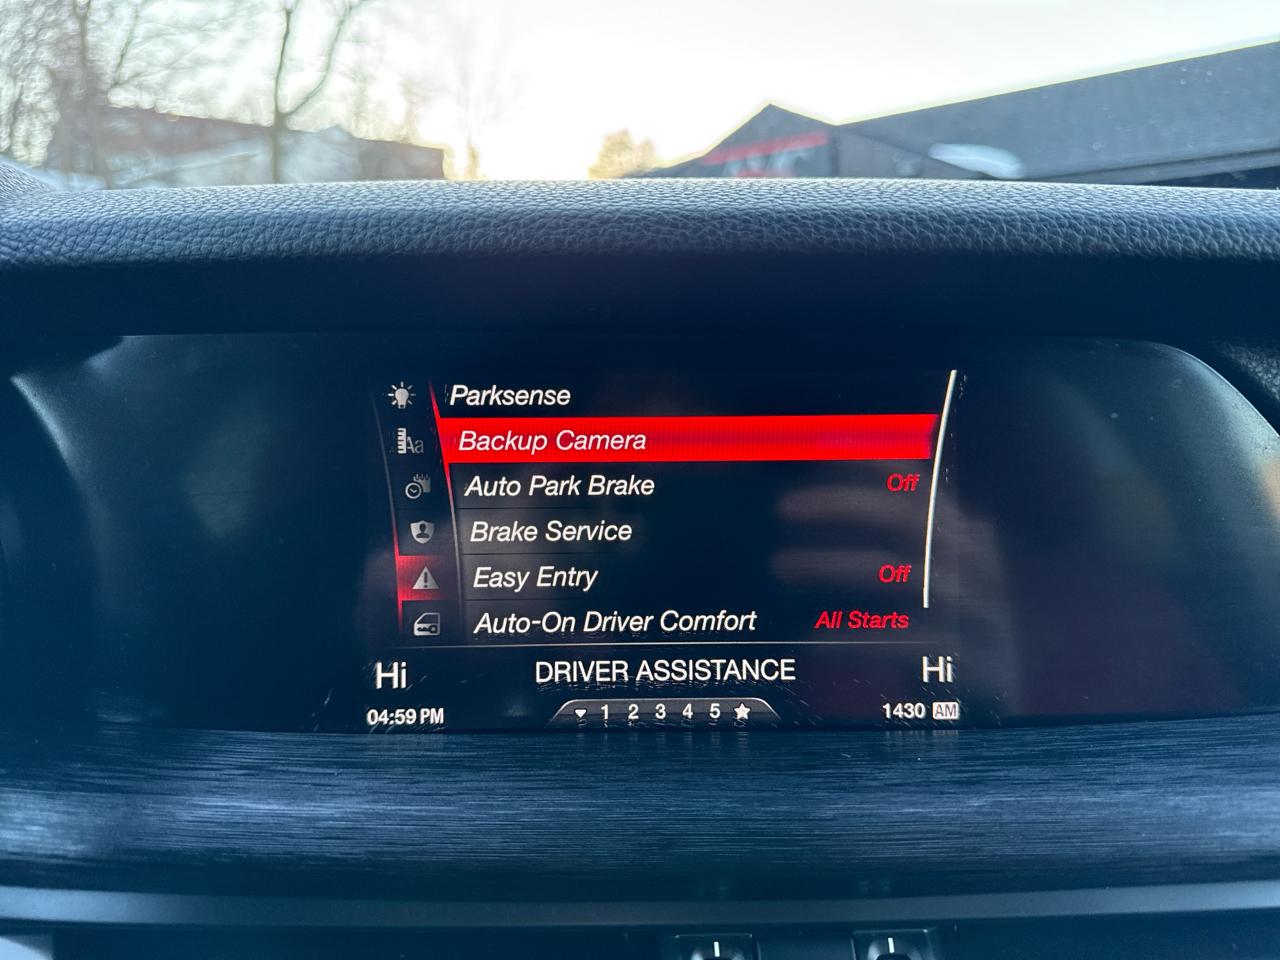 Parksense
Backup Camera
Auto Park Brake Off
Brake Service
Easy Entry Off
Auto-On Driver Comfort All Starts
Hi DRIVER ASSISTANCE Hi
04:59 PM 1 2 3 4 5 1430 AM
Aa